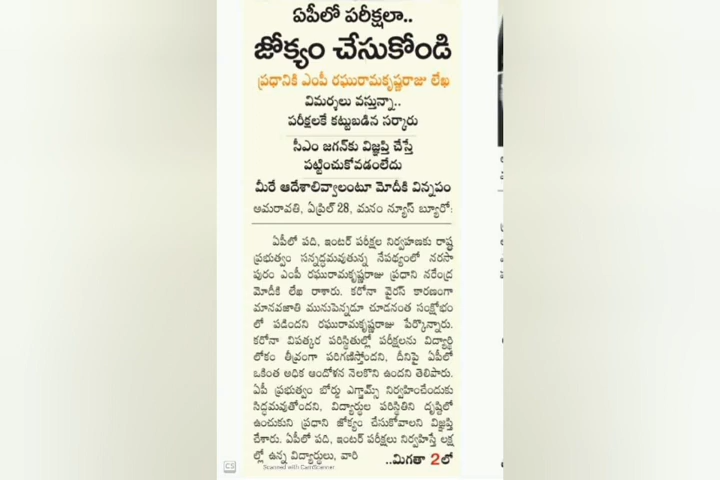 ఏపీలో పరీక్షలా..
జోక్యం చేసుకోండి
ప్రధానికి ఎంపీ రఘురామకృష్ణరాజు లేఖ
విమర్శలు వస్తున్నా..
పరీక్షలకే కట్టుబడిన సర్కారు
సీఎం జగన్‌కు విజ్ఞప్తి చేస్తే
పట్టించుకోవడంలేదు
మీరే ఆదేశాలివ్వాలంటూ మోదీకి విన్నపం
అమరావతి, ఏప్రిల్ 28, మనం న్యూస్ బ్యూరో:
ఏపీలో పది, ఇంటర్ పరీక్షల నిర్వహణకు రాష్ట్ర
ప్రభుత్వం సన్నద్ధమవుతున్న నేపథ్యంలో నరసా
పురం ఎంపీ రఘురామకృష్ణరాజు ప్రధాని నరేంద్ర
మోదీకి లేఖ రాశారు. కరోనా వైరస్ కారణంగా
మానవజాతి మునుపెన్నడూ చూడనంత సంక్షోభం
లో పడిందని రఘురామకృష్ణరాజు పేర్కొన్నారు.
కరోనా విపత్కర పరిస్థితుల్లో పరీక్షలను విద్యార్థి
లోకం తీవ్రంగా పరిగణిస్తోందని, దీనిపై ఏపీలో
ఒకింత అధిక ఆందోళన నెలకొని ఉందని తెలిపారు.
ఏపీ ప్రభుత్వం బోర్డు ఎగ్జామ్స్ నిర్వహించేందుకు
సిద్ధమవుతోందని, విద్యార్థుల పరిస్థితిని దృష్టిలో
ఉంచుకుని ప్రధాని జోక్యం చేసుకోవాలని విజ్ఞప్తి
చేశారు. ఏపీలో పది, ఇంటర్ పరీక్షలు నిర్వహిస్తే లక్ష
ల్లో ఉన్న విద్యార్థులు, వారి ..మిగతా 2లో
CS Scanned with CamScanner